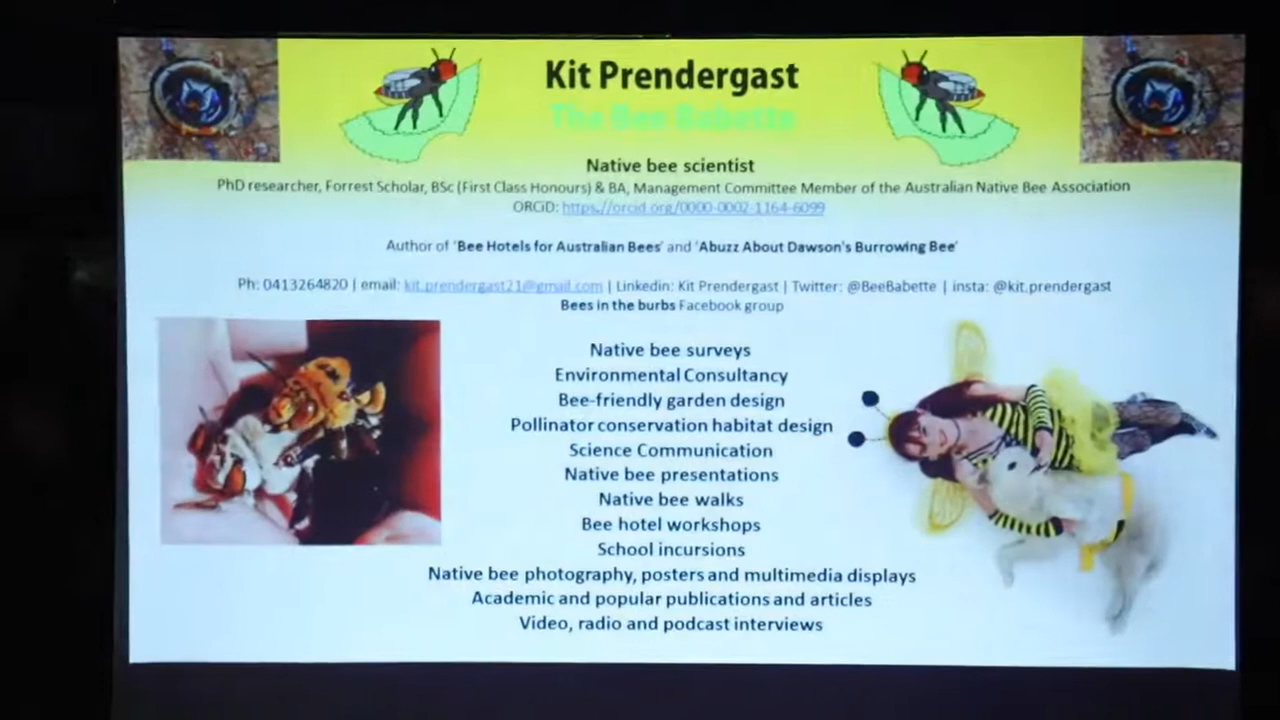 Kit Prendergast
The Bee Babette
Native bee scientist
PhD researcher, Forrest Scholar, BSc (First Class Honours) & BA, Management Committee Member of the Australian Native Bee Association
ORCiD: https://orcid.org/0000-0002-1164-6099
Author of 'Bee Hotels for Australian Bees' and 'Abuzz About Dawson's Burrowing Bee'
Ph: 0413264820 | email: kit.prendergast21@gmail.com | Linkedin: Kit Prendergast | Twitter: @BeeBabette | insta: @kit.prendergast
Bees in the burbs Facebook group
Native bee surveys
Environmental Consultancy
Bee-friendly garden design
Pollinator conservation habitat design
Science Communication
Native bee presentations
Native bee walks
Bee hotel workshops
School incursions
Native bee photography, posters and multimedia displays
Academic and popular publications and articles
Video, radio and podcast interviews